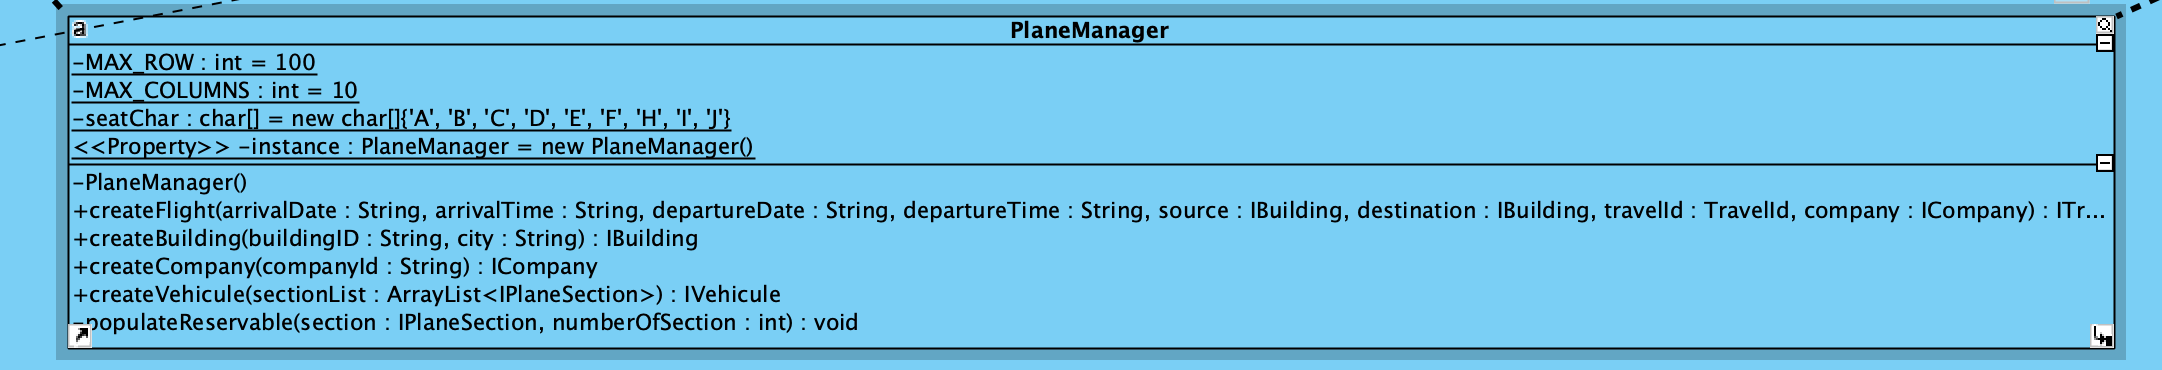 a
PlaneManager
-MAX_ROW : int = 100
-MAX_COLUMNS : int = 10
-seatChar : char[] = new char[]{'A', 'B', 'C', 'D', 'E', 'F', 'H', 'I', 'J'}
<<Property>> -instance : PlaneManager = new PlaneManager()
-PlaneManager()
+createFlight(arrivalDate : String, arrivalTime : String, departureDate : String, departureTime : String, source : IBuilding, destination : IBuilding, travelId : TravelId, company : ICompany) : ITr...
+createBuilding(buildingID : String, city : String) : IBuilding
+createCompany(companyId : String) : ICompany
+createVehicule(sectionList : ArrayList<IPlaneSection>) : IVehicule
-populateReservable(section : IPlaneSection, numberOfSection : int) : void